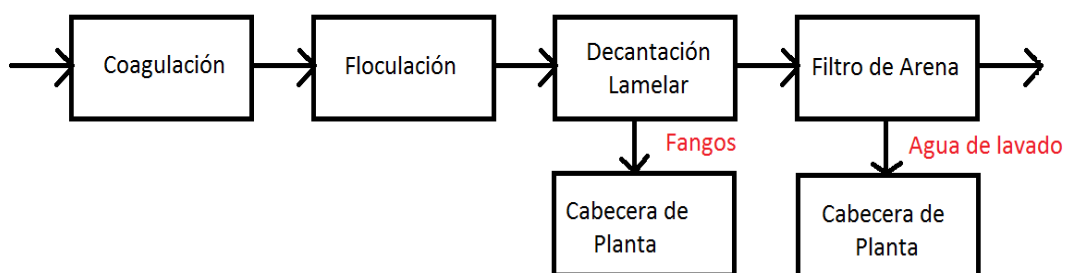 Coagulación
Floculación
Decantación
Lamelar
Filtro de Arena
Fangos
Agua de lavado
Cabecera de
Planta
Cabecera de
Planta